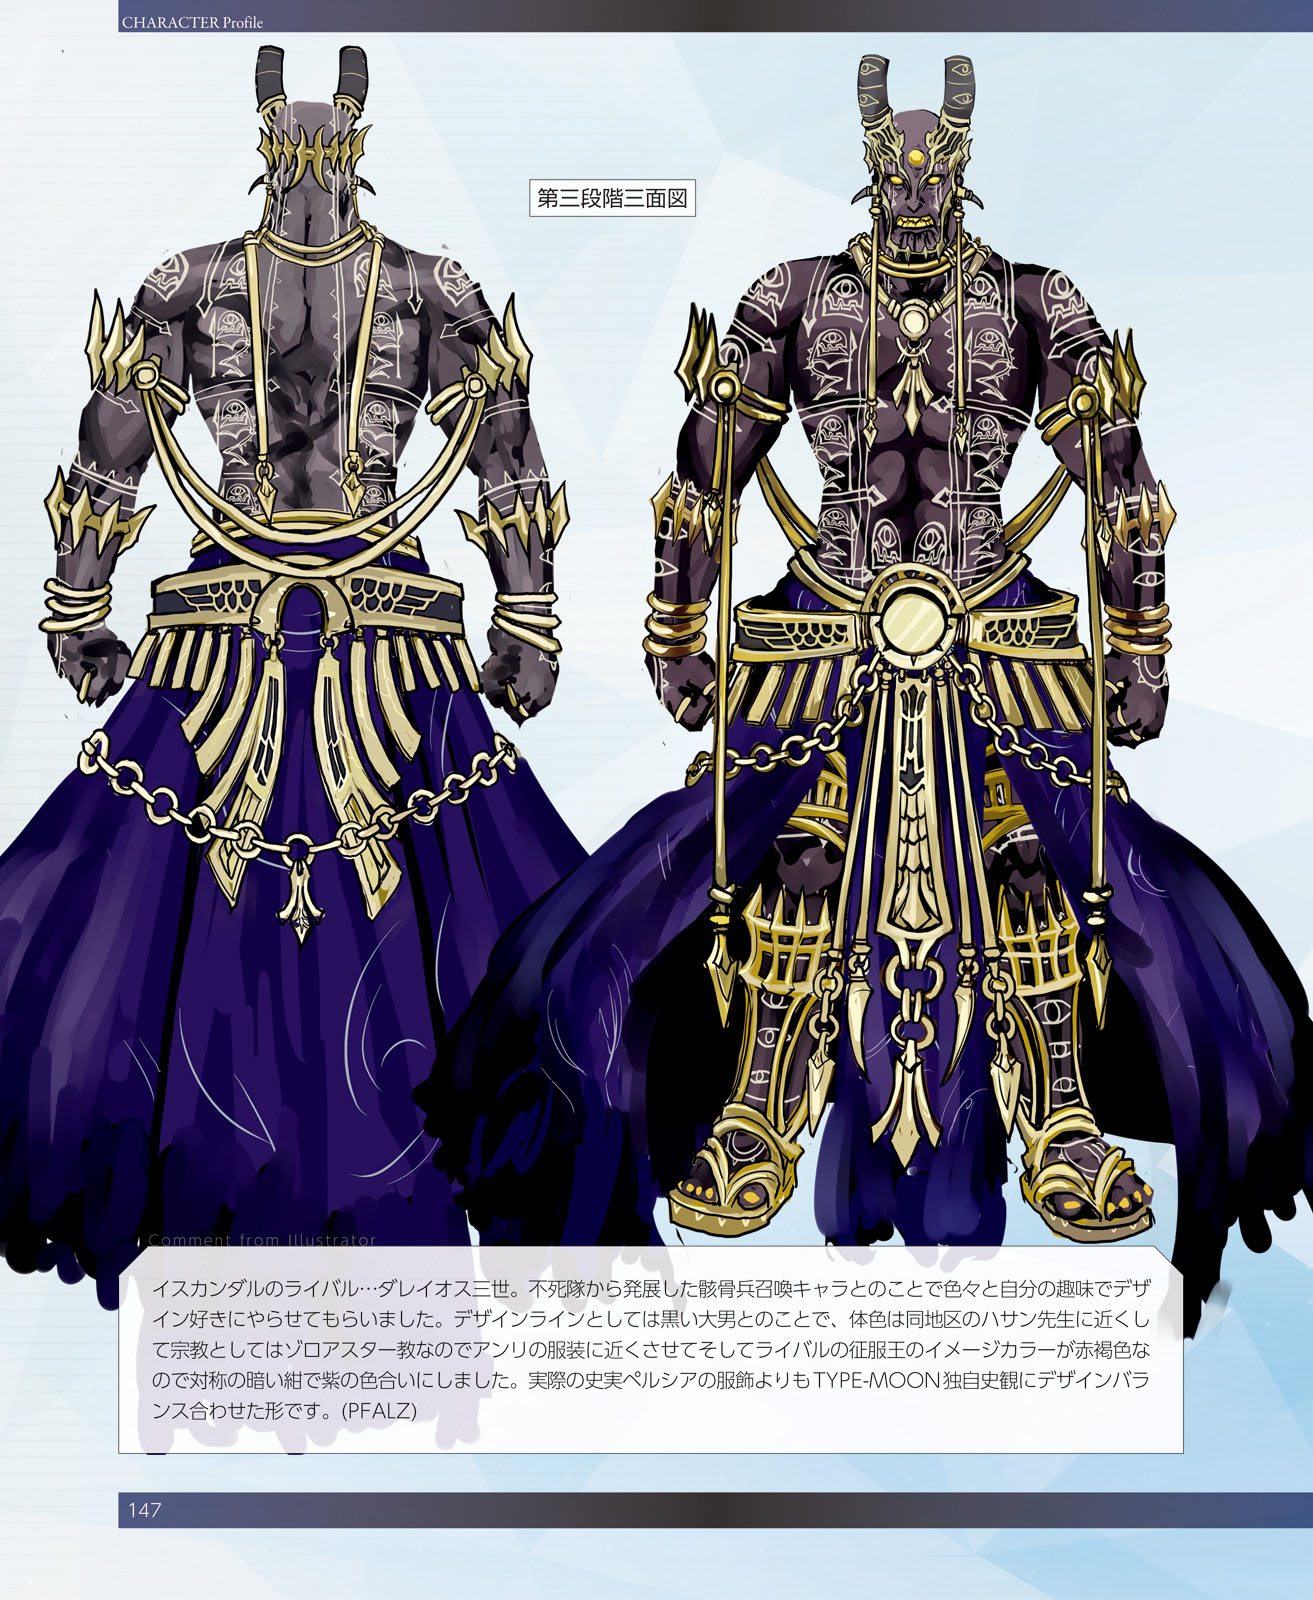 CHARACTER Profile
第三段階三面図
Comment from Illustrator
イスカンダルのライバル…ダレイオス三世。不死隊から発展した骸骨兵召喚キャラとのことで色々と自分の趣味でデザ
イン好きにやらせてもらいました。デザインラインとしては黒い大男とのことで、体色は同地区のハサン先生に近くし
て宗教としてはゾロアスター教なのでアンリの服装に近くさせてそしてライバルの征服王のイメージカラーが赤褐色な
ので対称の暗い紺で紫の色合いにしました。実際の史実ペルシアの服飾よりもTYPE-MOON独自史観にデザインバラ
ンス合わせた形です。(PFALZ)
147